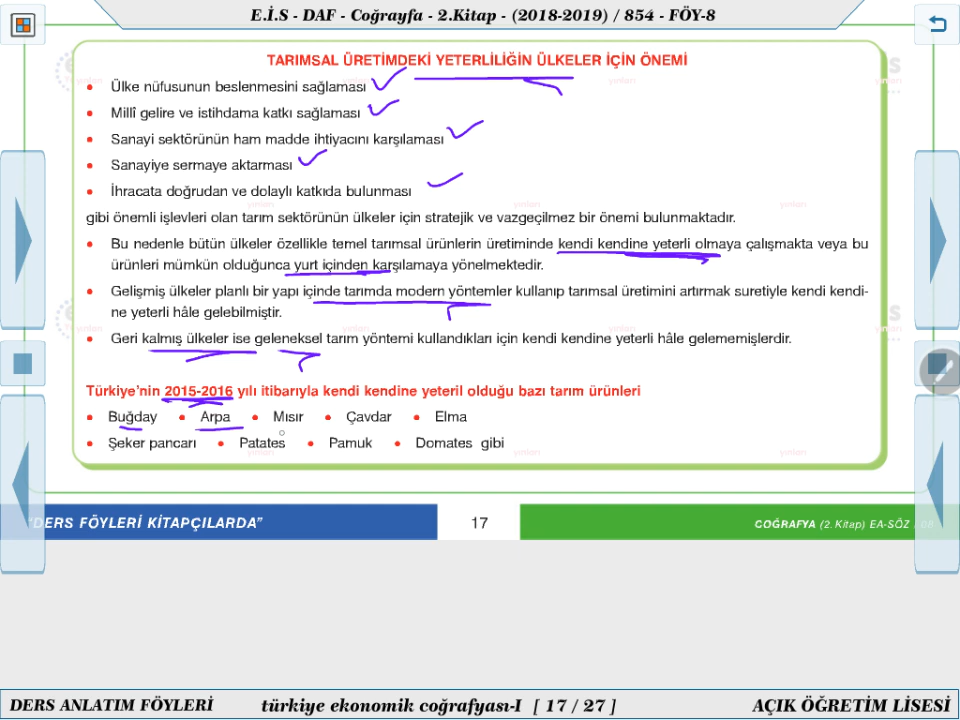 E.İ.S - DAF - Coğrayfa - 2.Kitap - (2018-2019) / 854 - FÖY-8
TARIMSAL ÜRETİMDEKİ YETERLİLİĞİN ÜLKELER İÇİN ÖNEMİ
• Ülke nüfusunun beslenmesini sağlaması
• Millî gelire ve istihdama katkı sağlaması
• Sanayi sektörünün ham madde ihtiyacını karşılaması
• Sanayiye sermaye aktarması
• İhracata doğrudan ve dolaylı katkıda bulunması
gibi önemli işlevleri olan tarım sektörünün ülkeler için stratejik ve vazgeçilmez bir önemi bulunmaktadır.
• Bu nedenle bütün ülkeler özellikle temel tarımsal ürünlerin üretiminde kendi kendine yeterli olmaya çalışmakta veya bu
ürünleri mümkün olduğunca yurt içinden karşılamaya yönelmektedir.
• Gelişmiş ülkeler planlı bir yapı içinde tarımda modern yöntemler kullanıp tarımsal üretimini artırmak suretiyle kendi kendi-
ne yeterli hâle gelebilmiştir.
• Geri kalmış ülkeler ise geleneksel tarım yöntemi kullandıkları için kendi kendine yeterli hâle gelememişlerdir.
Türkiye'nin 2015-2016 yılı itibarıyla kendi kendine yeteril olduğu bazı tarım ürünleri
• Buğday • Arpa • Mısır • Çavdar • Elma
• Şeker pancarı • Patates • Pamuk • Domates gibi
"DERS FÖYLERİ KİTAPÇILARDA"
17
COĞRAFYA (2. Kitap) EA-SÖZ
DERS ANLATIM FÖYLERİ türkiye ekonomik coğrafyası-I [ 17 / 27 ] AÇIK ÖĞRETİM LİSESİ